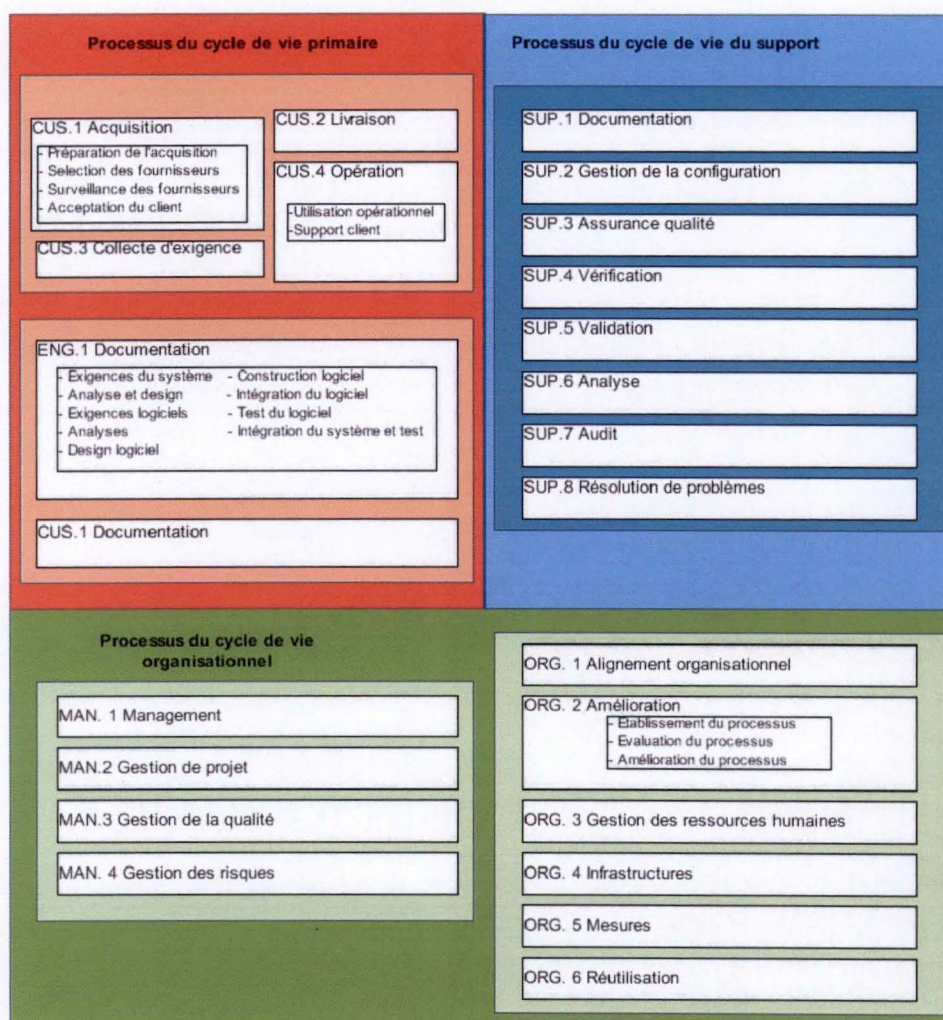 Processus du cycle de vie primaire
CUS.1 Acquisition
- Préparation de l'acquisition
- Selection des fournisseurs
- Surveillance des fournisseurs
- Acceptation du client
CUS.2 Livraison
CUS.4 Opération
-Utilisation opérationnel
-Support client
CUS.3 Collecte d'exigence
ENG.1 Documentation
- Exigences du système
- Analyse et design
- Exigences logiciels
- Analyses
- Design logiciel
- Construction logiciel
- Intégration du logiciel
- Test du logiciel
- Intégration du système et test
CUS.1 Documentation
Processus du cycle de vie du support
SUP.1 Documentation
SUP.2 Gestion de la configuration
SUP.3 Assurance qualité
SUP.4 Vérification
SUP.5 Validation
SUP.6 Analyse
SUP.7 Audit
SUP.8 Résolution de problèmes
Processus du cycle de vie
organisationnel
MAN. 1 Management
MAN.2 Gestion de projet
MAN.3 Gestion de la qualité
MAN. 4 Gestion des risques
ORG. 1 Alignement organisationnel
ORG. 2 Amélioration
- Etablissement du processus
- Evaluation du processus
- Amélioration du processus
ORG. 3 Gestion des ressources humaines
ORG. 4 Infrastructures
ORG. 5 Mesures
ORG. 6 Réutilisation